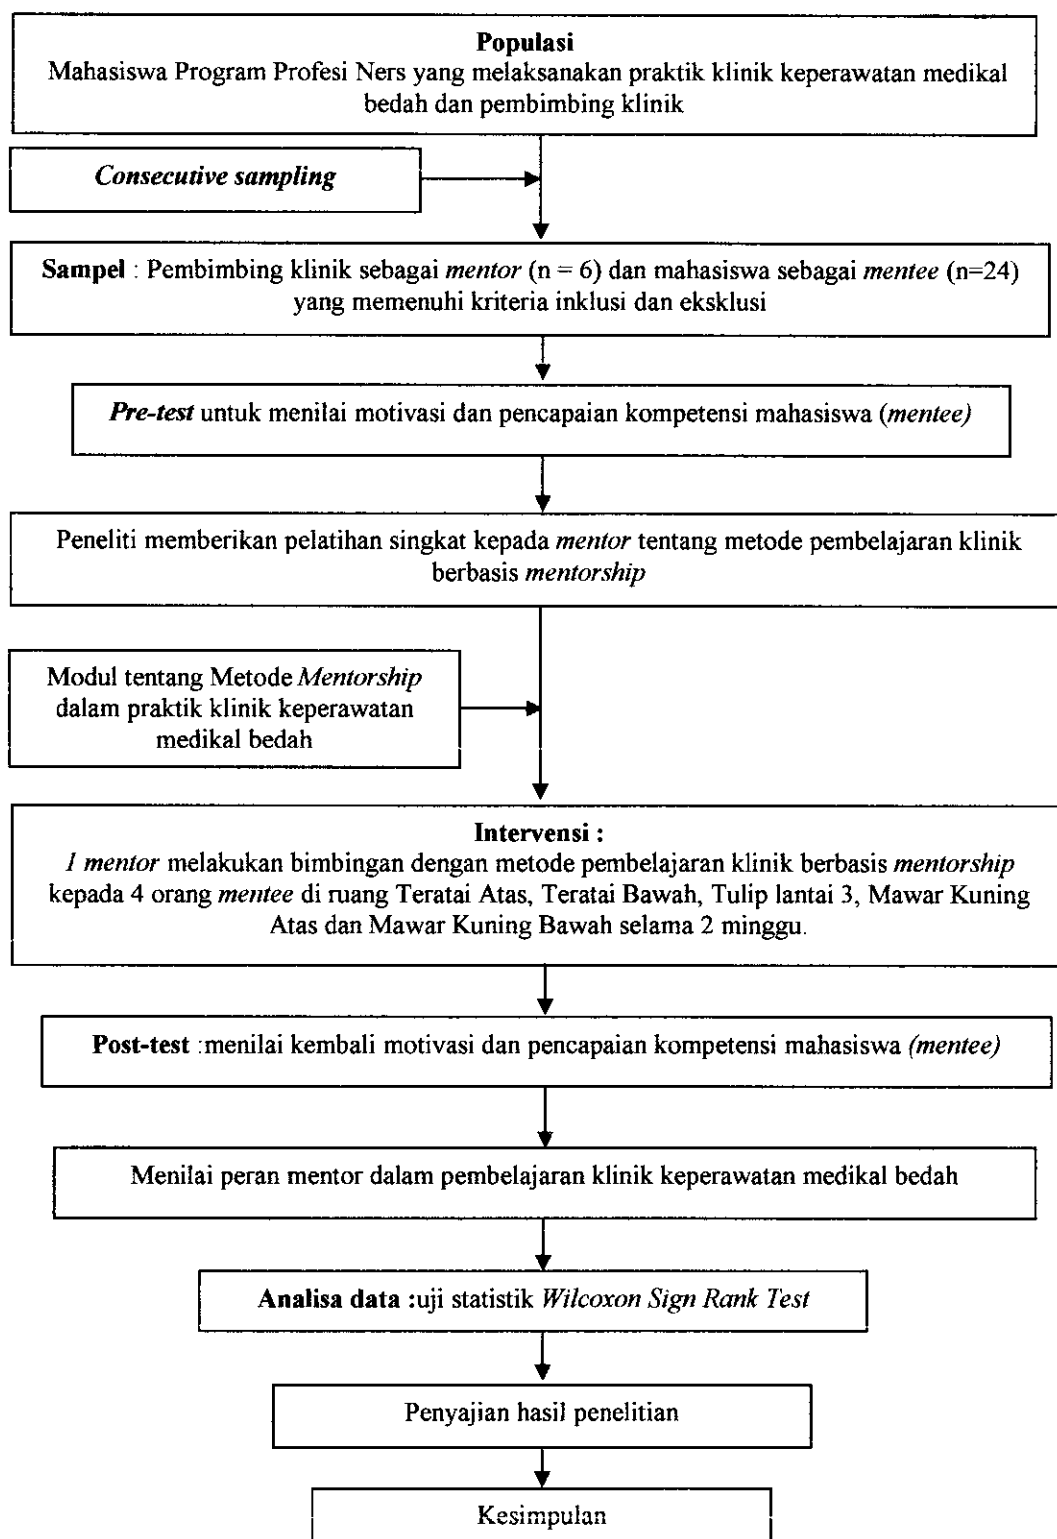 Populasi
Mahasiswa Program Profesi Ners yang melaksanakan praktik klinik keperawatan medikal
bedah dan pembimbing klinik
Consecutive sampling
Sampel : Pembimbing klinik sebagai mentor (n = 6) dan mahasiswa sebagai mentee (n=24)
yang memenuhi kriteria inklusi dan eksklusi
Pre-test untuk menilai motivasi dan pencapaian kompetensi mahasiswa (mentee)
Peneliti memberikan pelatihan singkat kepada mentor tentang metode pembelajaran klinik
berbasis mentorship
Modul tentang Metode Mentorship
dalam praktik klinik keperawatan
medikal bedah
Intervensi :
1 mentor melakukan bimbingan dengan metode pembelajaran klinik berbasis mentorship
kepada 4 orang mentee di ruang Teratai Atas, Teratai Bawah, Tulip lantai 3, Mawar Kuning
Atas dan Mawar Kuning Bawah selama 2 minggu.
Post-test :menilai kembali motivasi dan pencapaian kompetensi mahasiswa (mentee)
Menilai peran mentor dalam pembelajaran klinik keperawatan medikal bedah
Analisa data :uji statistik Wilcoxon Sign Rank Test
Penyajian hasil penelitian
Kesimpulan